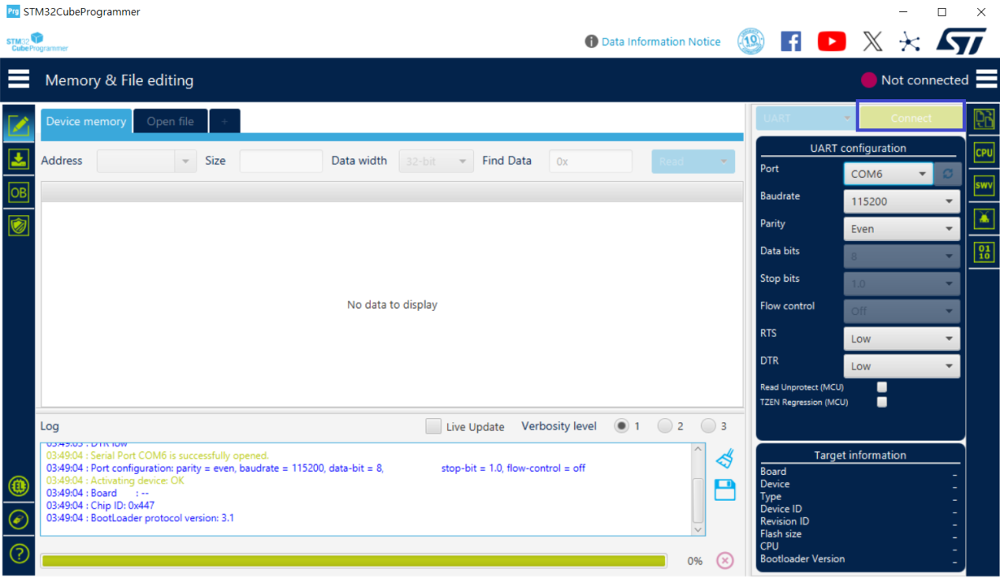 Prg STM32CubeProgrammer
STM32
CubeProgrammer
Data Information Notice
10
Memory & File editing
Not connected
Device memory
Open file
+
UART
Connect
Address
Size
Data width
32-bit
Find Data
0x
Read
UART configuration
Port
COM6
Baudrate
115200
Parity
Even
Data bits
8
Stop bits
1.0
Flow control
Off
RTS
Low
DTR
Low
Read Unprotect (MCU)
TZEN Regression (MCU)
OB
CPU
SWV
01
10
No data to display
Log
Live Update
Verbosity level
1
2
3
03:49:03 : DTR low
03:49:04 : Serial Port COM6 is successfully opened.
03:49:04 : Port configuration: parity = even, baudrate = 115200, data-bit = 8, stop-bit = 1.0, flow-control = off
03:49:04 : Activating device: OK
03:49:04 : Board : --
03:49:04 : Chip ID: 0x447
03:49:04 : BootLoader protocol version: 3.1
0%
Target information
Board -
Device -
Type -
Device ID -
Revision ID -
Flash size -
CPU -
Bootloader Version -
?